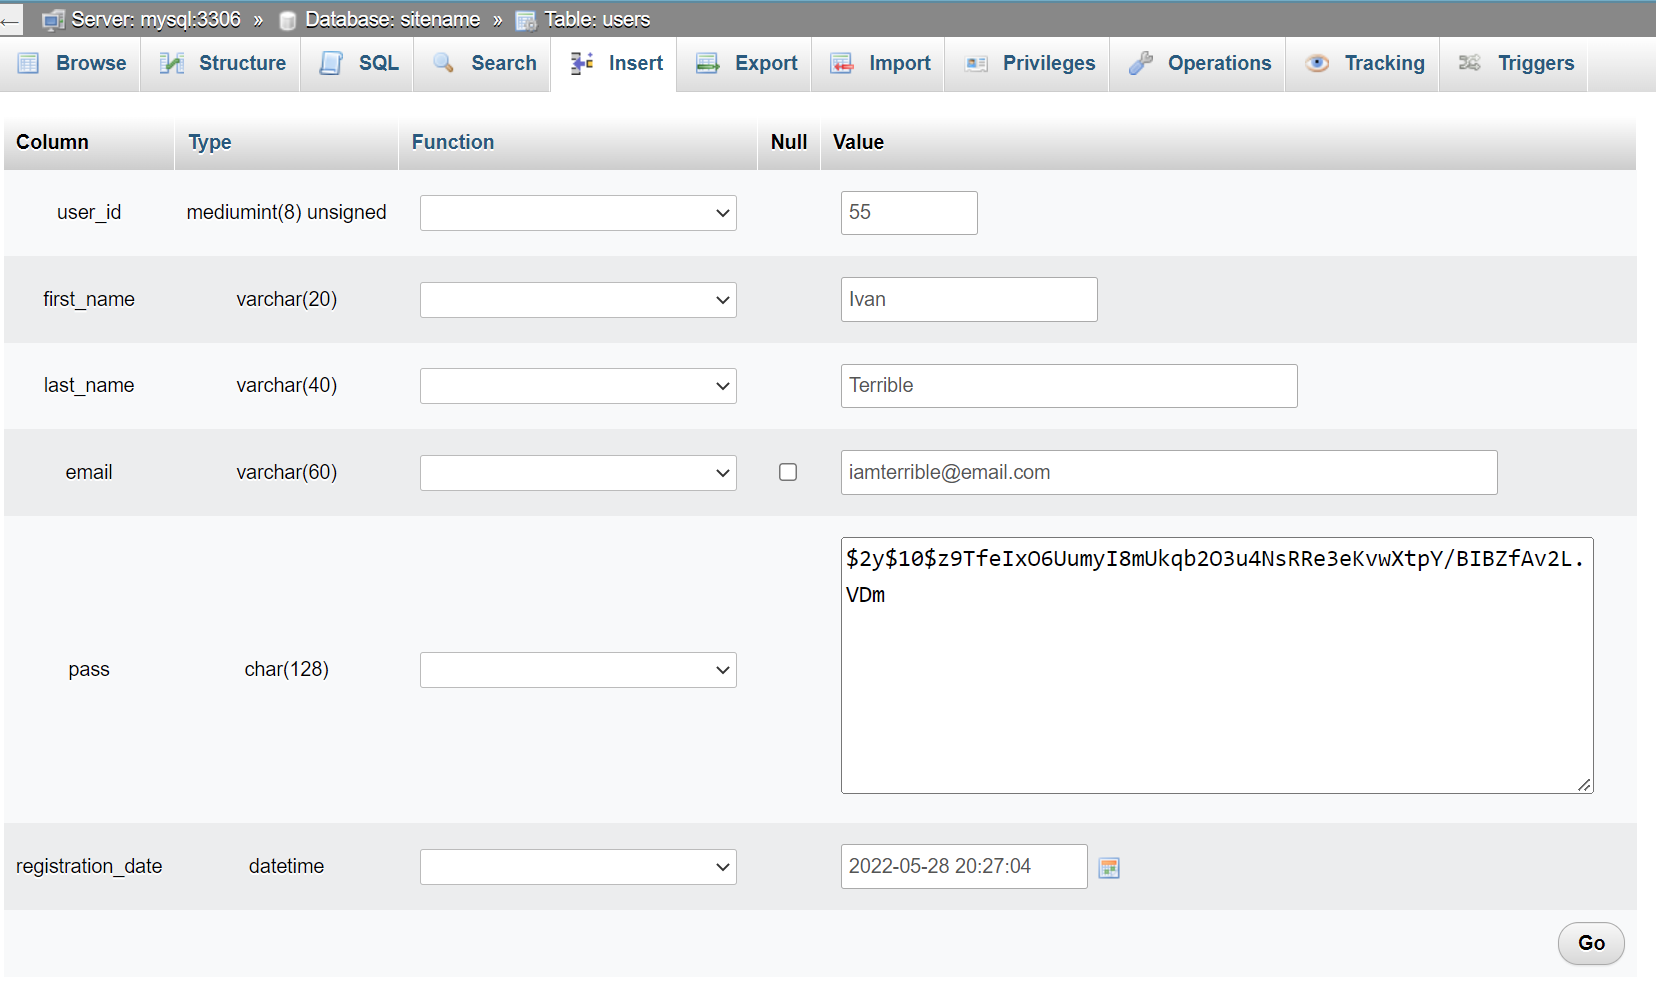 ← Server: mysql:3306 » Database: sitename » Table: users
Browse Structure SQL Search Insert Export Import Privileges Operations Tracking Triggers
Column Type Function Null Value
user_id mediumint(8) unsigned 55
first_name varchar(20) Ivan
last_name varchar(40) Terrible
email varchar(60) iamterrible@email.com
$2y$10$z9TfeIxO6UumyI8mUkqb2O3u4NsRRe3eKvwXtpY/BIBZfAv2L.
VDm
pass char(128)
registration_date datetime 2022-05-28 20:27:04
Go